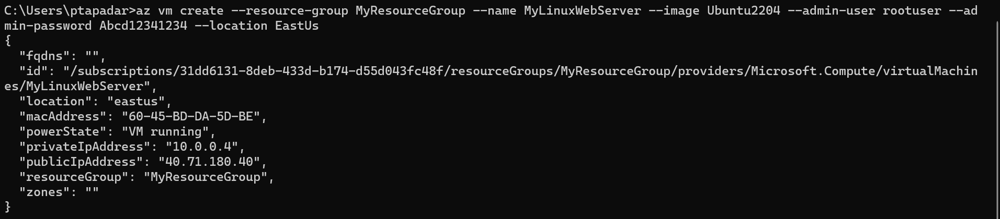 C:\Users\ptapadar>az vm create --resource-group MyResourceGroup --name MyLinuxWebServer --image Ubuntu2204 --admin-user rootuser --ad
min-password Abcd12341234 --location EastUs
{
  "fqdns": "",
  "id": "/subscriptions/31dd6131-8deb-433d-b174-d55d043fc48f/resourceGroups/MyResourceGroup/providers/Microsoft.Compute/virtualMachin
es/MyLinuxWebServer",
  "location": "eastus",
  "macAddress": "60-45-BD-DA-5D-BE",
  "powerState": "VM running",
  "privateIpAddress": "10.0.0.4",
  "publicIpAddress": "40.71.180.40",
  "resourceGroup": "MyResourceGroup",
  "zones": ""
}